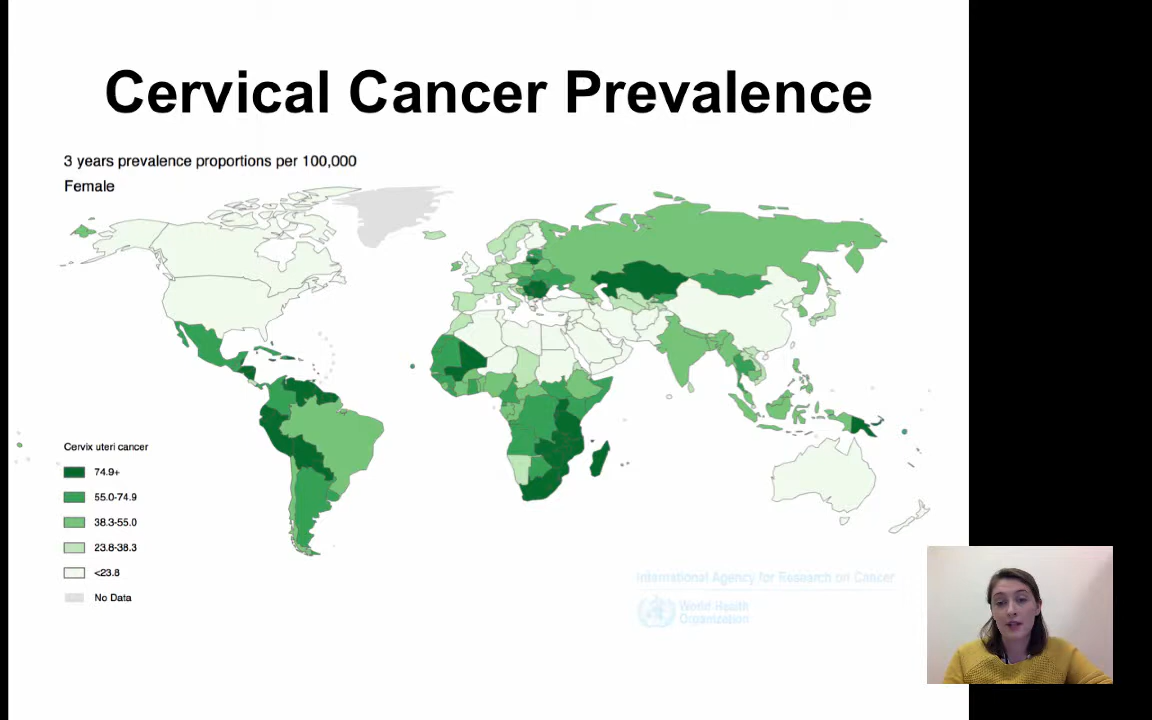 Cervical Cancer Prevalence
3 years prevalence proportions per 100,000
Female
Cervix uteri cancer
74.9+
55.0-74.9
38.3-55.0
23.8-38.3
<23.8
No Data
International Agency for Research on Cancer
World Health
Organization